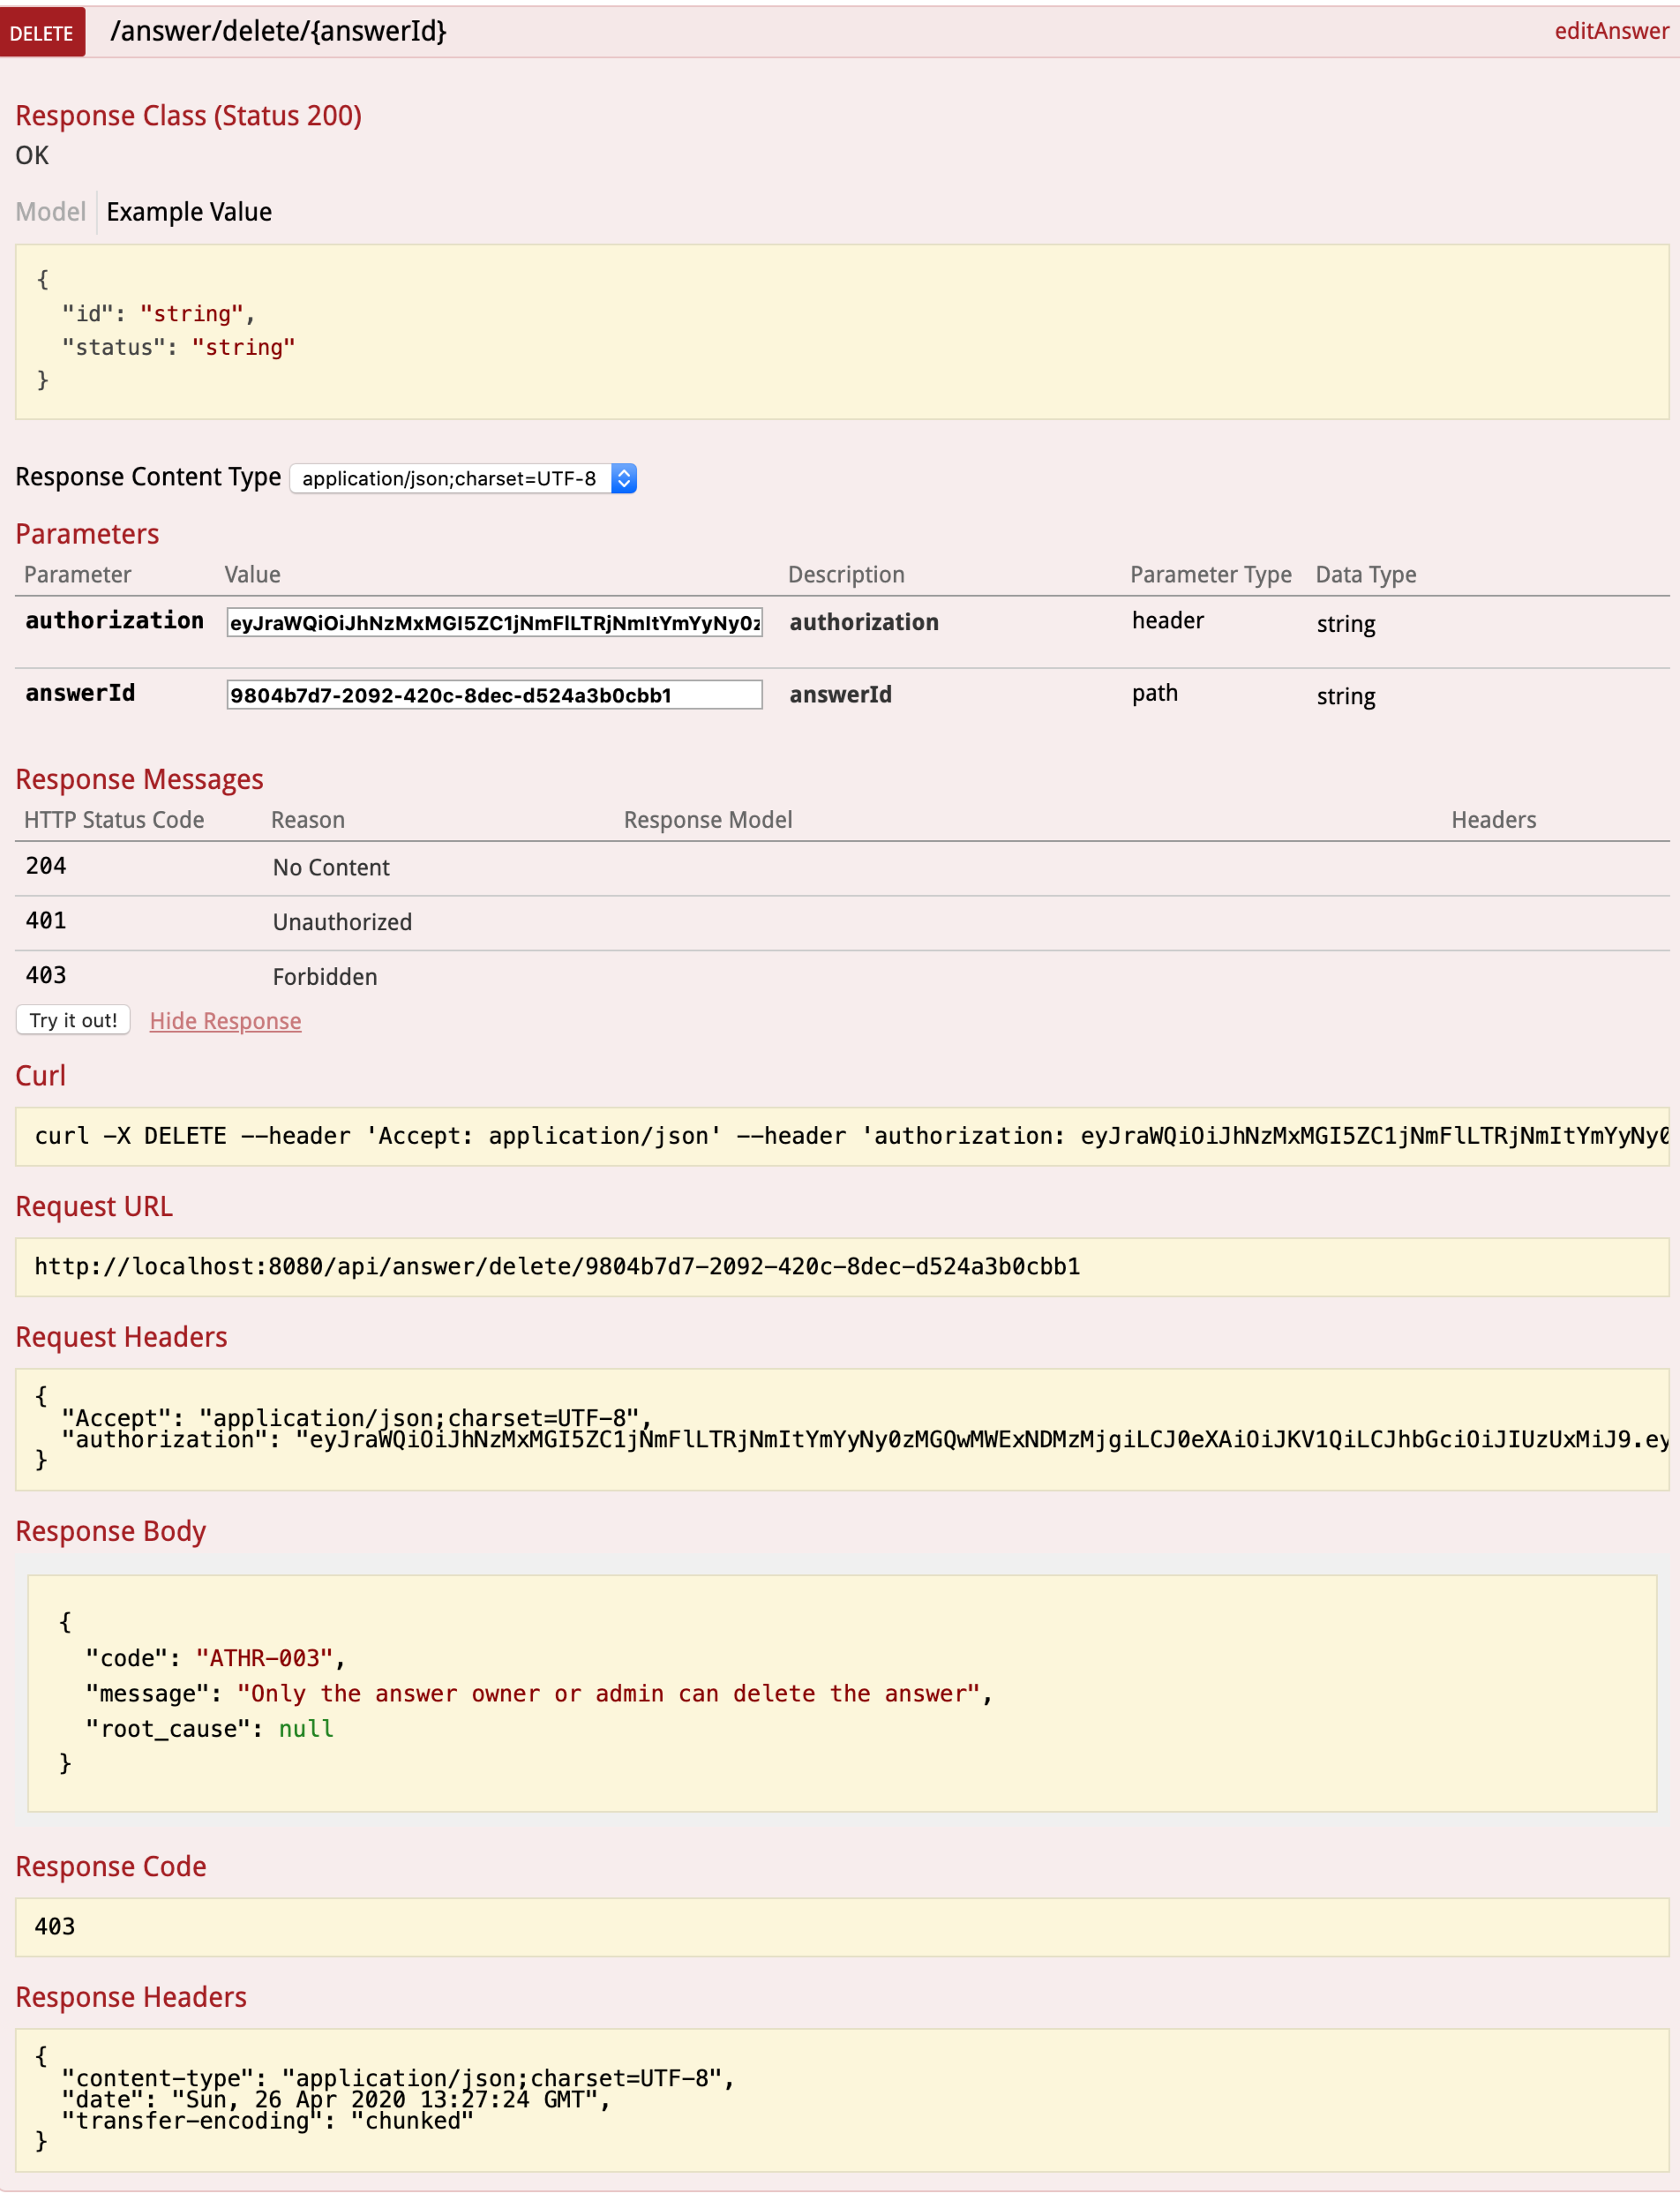 DELETE /answer/delete/{answerId} editAnswer
Response Class (Status 200)
OK
Model Example Value
{
  "id": "string",
  "status": "string"
}
Response Content Type application/json;charset=UTF-8
Parameters
Parameter Value Description Parameter Type Data Type
authorization eyJraWQiOiJhNzMxMGI5ZC1jNmFlLTRjNmItYmYyNy0z authorization header string
answerId 9804b7d7-2092-420c-8dec-d524a3b0cbb1 answerId path string
Response Messages
HTTP Status Code Reason Response Model Headers
204 No Content
401 Unauthorized
403 Forbidden
Try it out! Hide Response
Curl
curl -X DELETE --header 'Accept: application/json' --header 'authorization: eyJraWQiOiJhNzMxMGI5ZC1jNmFlLTRjNmItYmYyNy0
Request URL
http://localhost:8080/api/answer/delete/9804b7d7-2092-420c-8dec-d524a3b0cbb1
Request Headers
{
  "Accept": "application/json;charset=UTF-8",
  "authorization": "eyJraWQiOiJhNzMxMGI5ZC1jNmFlLTRjNmItYmYyNy0zMGQwMWExNDMzMjgiLCJ0eXAiOiJKV1QiLCJhbGciOiJIUzUxMiJ9.ey
}
Response Body
{
  "code": "ATHR-003",
  "message": "Only the answer owner or admin can delete the answer",
  "root_cause": null
}
Response Code
403
Response Headers
{
  "content-type": "application/json;charset=UTF-8",
  "date": "Sun, 26 Apr 2020 13:27:24 GMT",
  "transfer-encoding": "chunked"
}